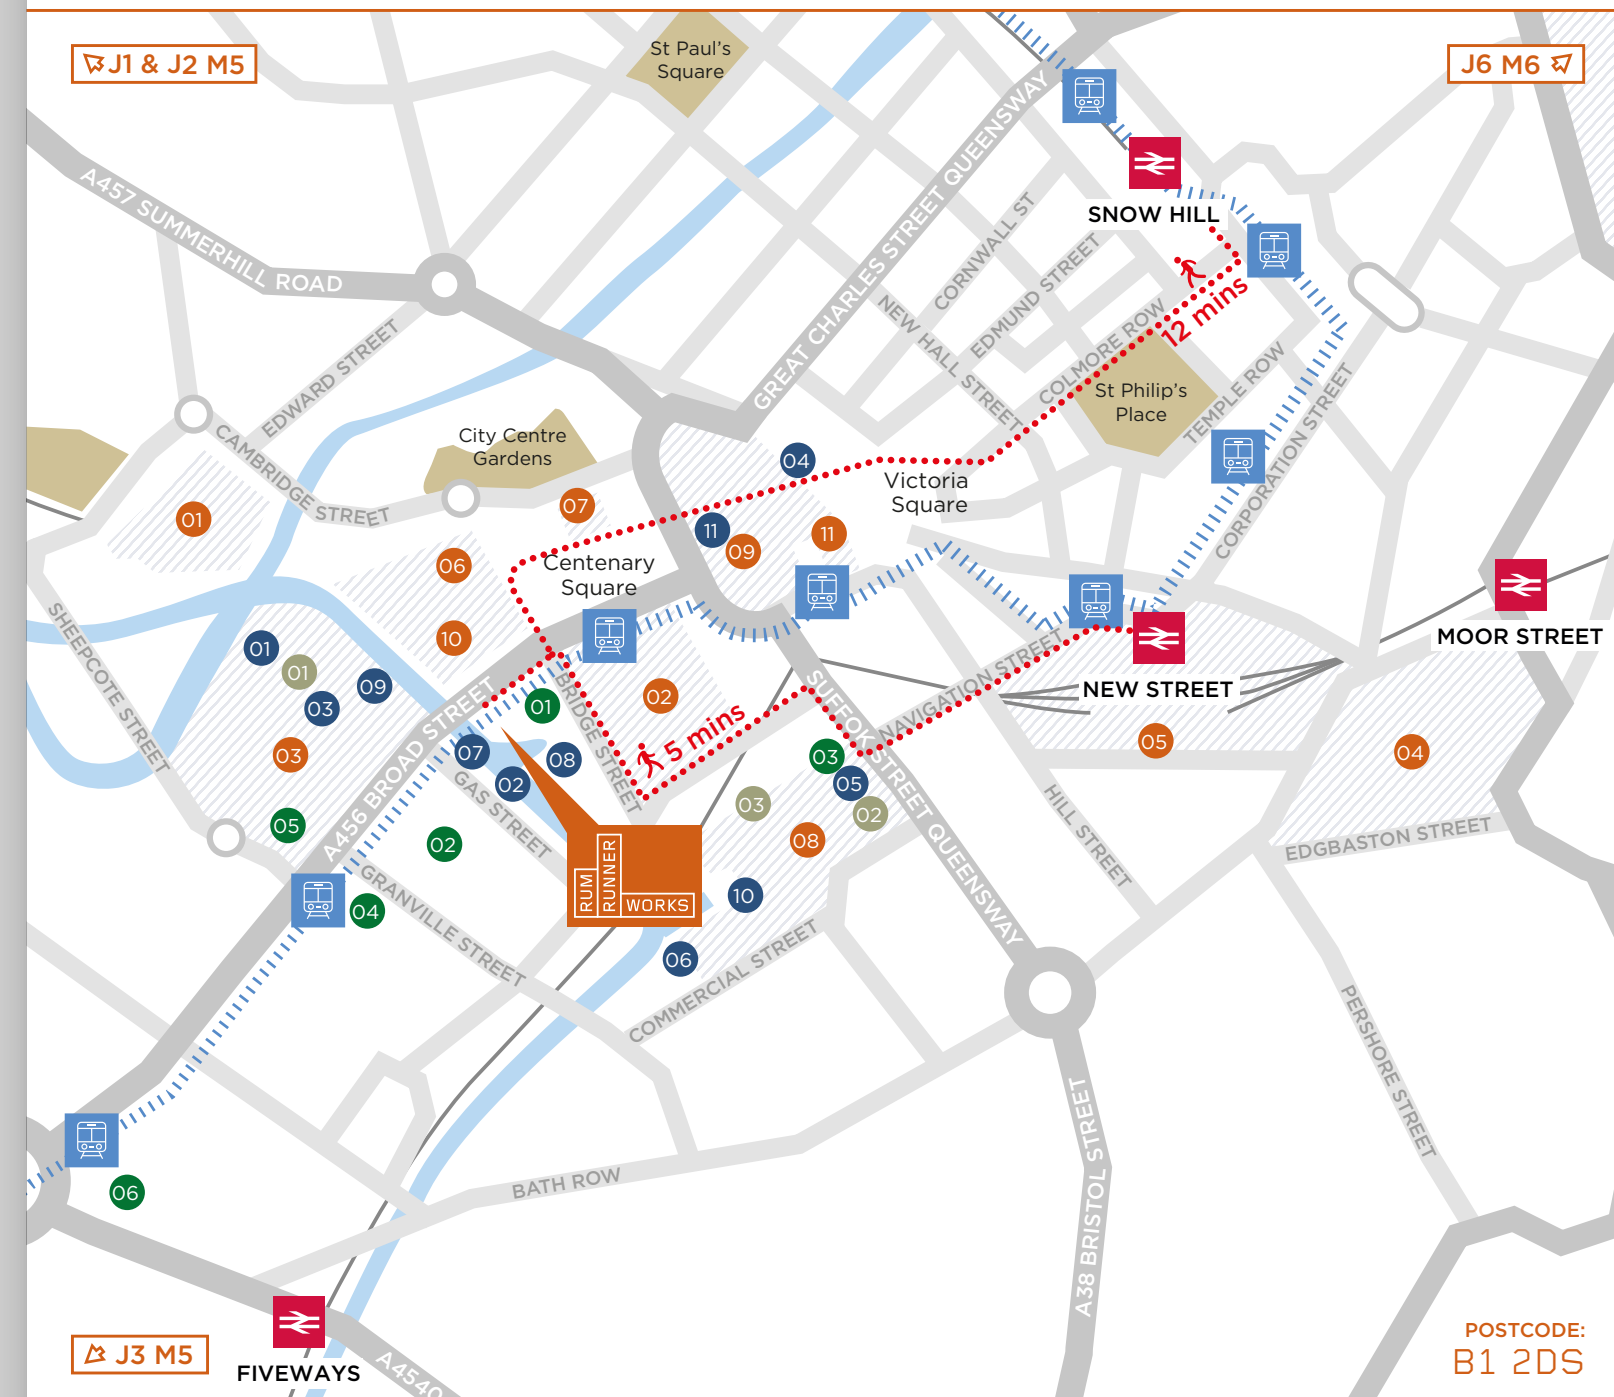 J1 & J2 M5
St Paul's
Square
J6 M6
SNOW HILL
A457 SUMMERHILL ROAD
GREAT CHARLES STREET QUEENSWAY
CORNWALL ST
EDMUND STREET
NEW HALL STREET
COLMORE ROW
12 mins
St Philip's
Place
TEMPLE ROW
CORPORATION STREET
EDWARD STREET
CAMBRIDGE STREET
City Centre
Gardens
04
Victoria
Square
01
07
11
09
11
06
Centenary
Square
10
SHEEPCOTE STREET
01
01
09
03
03
05
A456 BROAD STREET
07
02
08
01
BRIDGE STREET
02
5 mins
SUFFOK STREET QUEENSWAY
NAVIGATION STREET
NEW STREET
MOOR STREET
05
04
03
05
02
03
08
10
06
GAS STREET
02
04
GRANVILLE STREET
RUM
RUNNER
WORKS
COMMERCIAL STREET
HILL STREET
EDGBASTON STREET
PERSHORE STREET
06
BATH ROW
A38 BRISTOL STREET
J3 M5
FIVEWAYS
A4540
POSTCODE:
B1 2DS